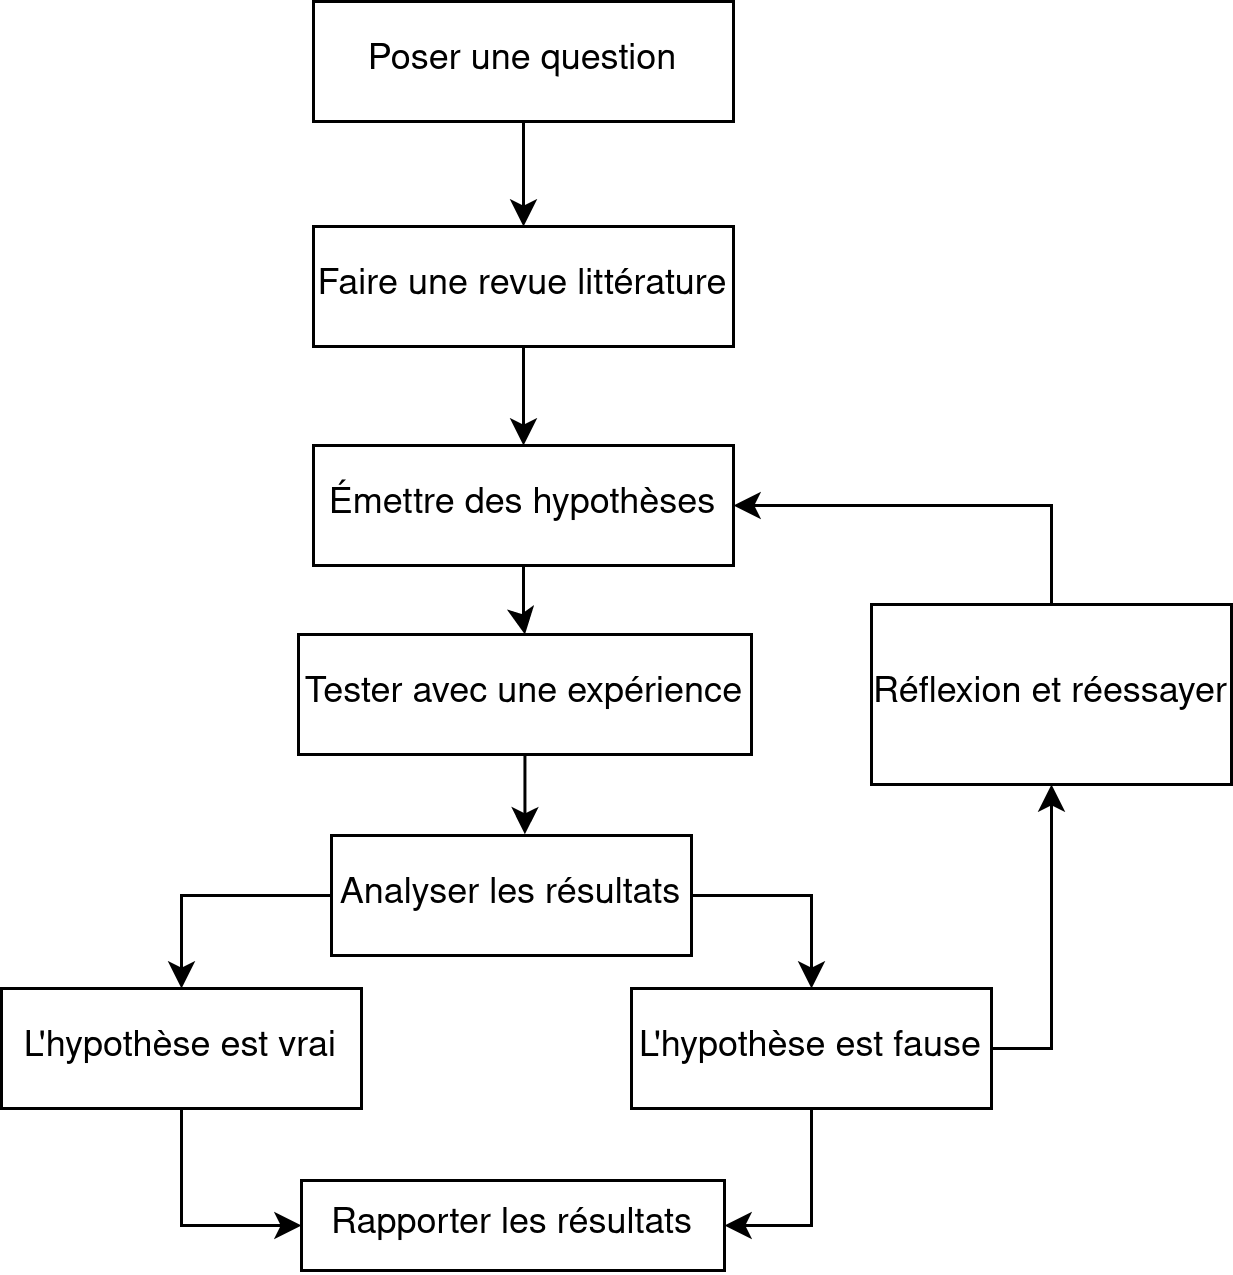 Poser une question
Faire une revue littérature
Émettre des hypothèses
Tester avec une expérience
Réflexion et réessayer
Analyser les résultats
L'hypothèse est vrai
L'hypothèse est fause
Rapporter les résultats